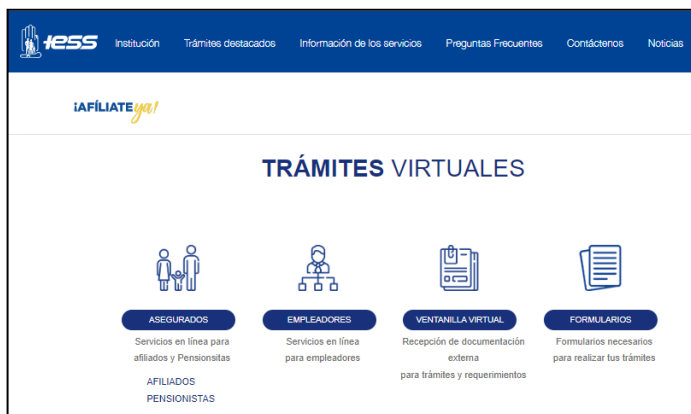 IESS Institución Trámites destacados Información de los servicios Preguntas Frecuentes Contáctenos Noticias
¡AFÍLIATE ya!
TRÁMITES VIRTUALES
ASEGURADOS
Servicios en línea para
afiliados y Pensionsitas
AFILIADOS
PENSIONISTAS
EMPLEADORES
Servicios en línea
para empleadores
VENTANILLA VIRTUAL
Recepción de documentación
externa
para trámites y requerimientos
FORMULARIOS
Formularios necesarios
para realizar tus trámites